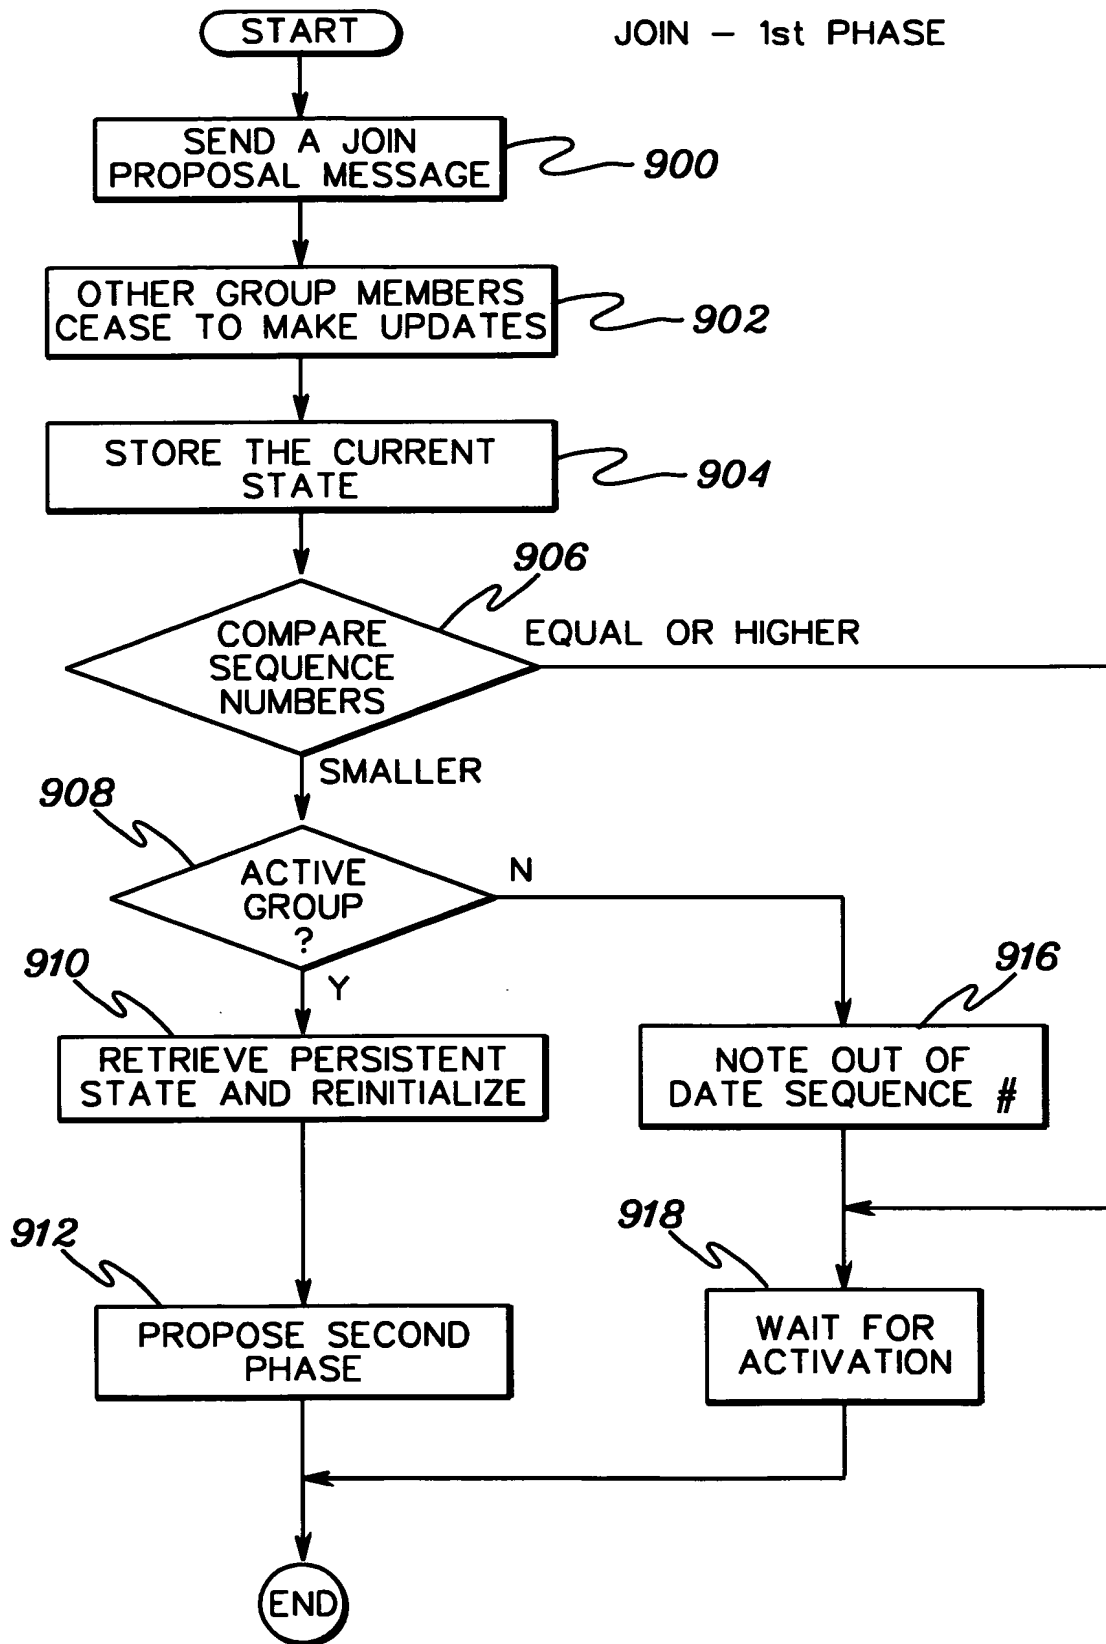 START
JOIN - 1st PHASE
SEND A JOIN
PROPOSAL MESSAGE
900
OTHER GROUP MEMBERS
CEASE TO MAKE UPDATES
902
STORE THE CURRENT
STATE
904
906
COMPARE
SEQUENCE
NUMBERS
EQUAL OR HIGHER
SMALLER
908
ACTIVE
GROUP
?
N
Y
910
RETRIEVE PERSISTENT
STATE AND REINITIALIZE
916
NOTE OUT OF
DATE SEQUENCE #
912
PROPOSE SECOND
PHASE
918
WAIT FOR
ACTIVATION
END